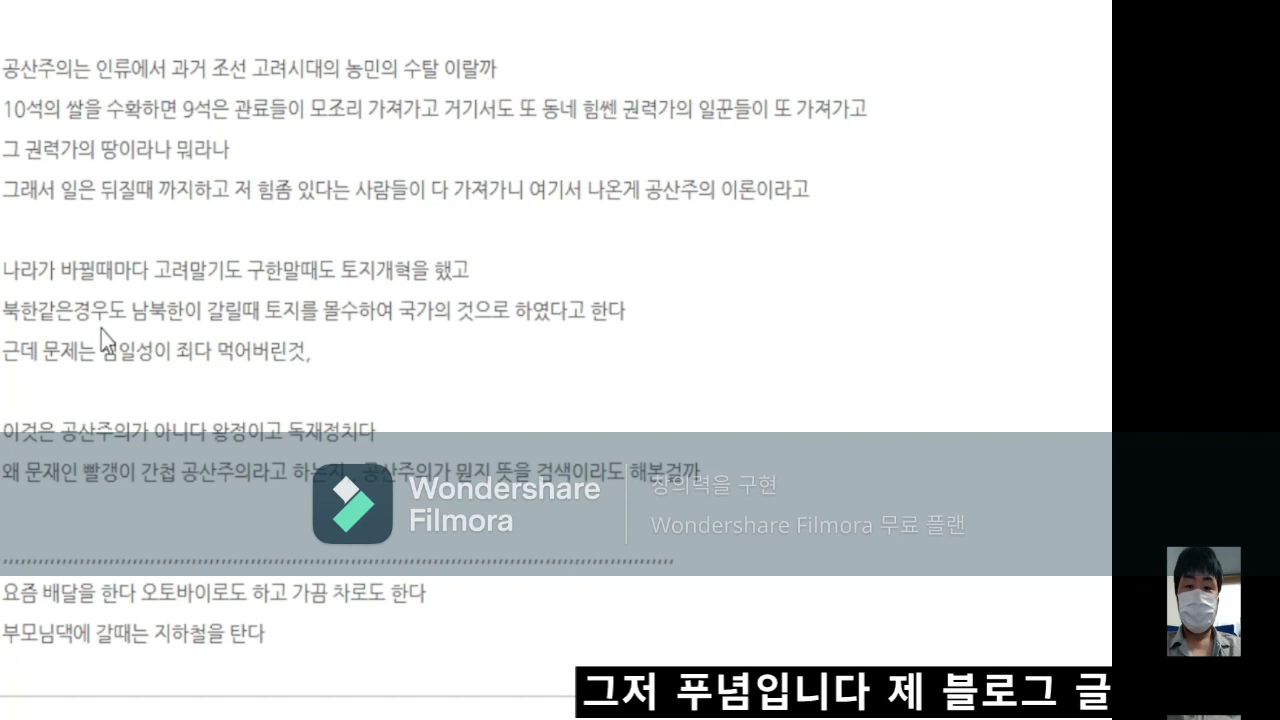 공산주의는 인류에서 과거 조선 고려시대의 농민의 수탈 이랄까
10석의 쌀을 수확하면 9석은 관료들이 모조리 가져가고 거기서도 또 동네 힘쎈 권력가의 일꾼들이 또 가져가고
그 권력가의 땅이라나 뭐라나
그래서 일은 뒤질때 까지하고 저 힘좀 있다는 사람들이 다 가져가니 여기서 나온게 공산주의 이론이라고
나라가 바뀔때마다 고려말기도 구한말때도 토지개혁을 했고
북한같은경우도 남북한이 갈릴때 토지를 몰수하여 국가의 것으로 하였다고 한다
근데 문제는 김일성이 죄다 먹어버린것,
이것은 공산주의가 아니다 왕정이고 독재정치다
왜 문재인 빨갱이 간첩 공산주의라고 하는지 공산주의가 뭔지 뜻을 검색이라도 해본걸까
Wondershare
Filmora
창의력을 구현
Wondershare Filmora 무료 플랜
요즘 배달을 한다 오토바이로도 하고 가끔 차로도 한다
부모님댁에 갈때는 지하철을 탄다
그저 푸념입니다 제 블로그 글